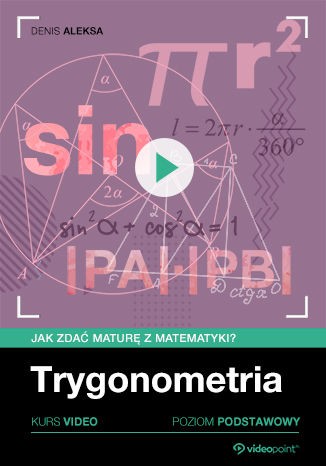 DENIS ALEKSA
πr²
sin
l = 2πr · α/360°
α
2α
α
C
sin²α + cos²α = 1
A
|PA|·|PB|
F
A
D
ctgx
D
JAK ZDAĆ MATURĘ Z MATEMATYKI?
Trygonometria
KURS VIDEO
POZIOM PODSTAWOWY
videopoint